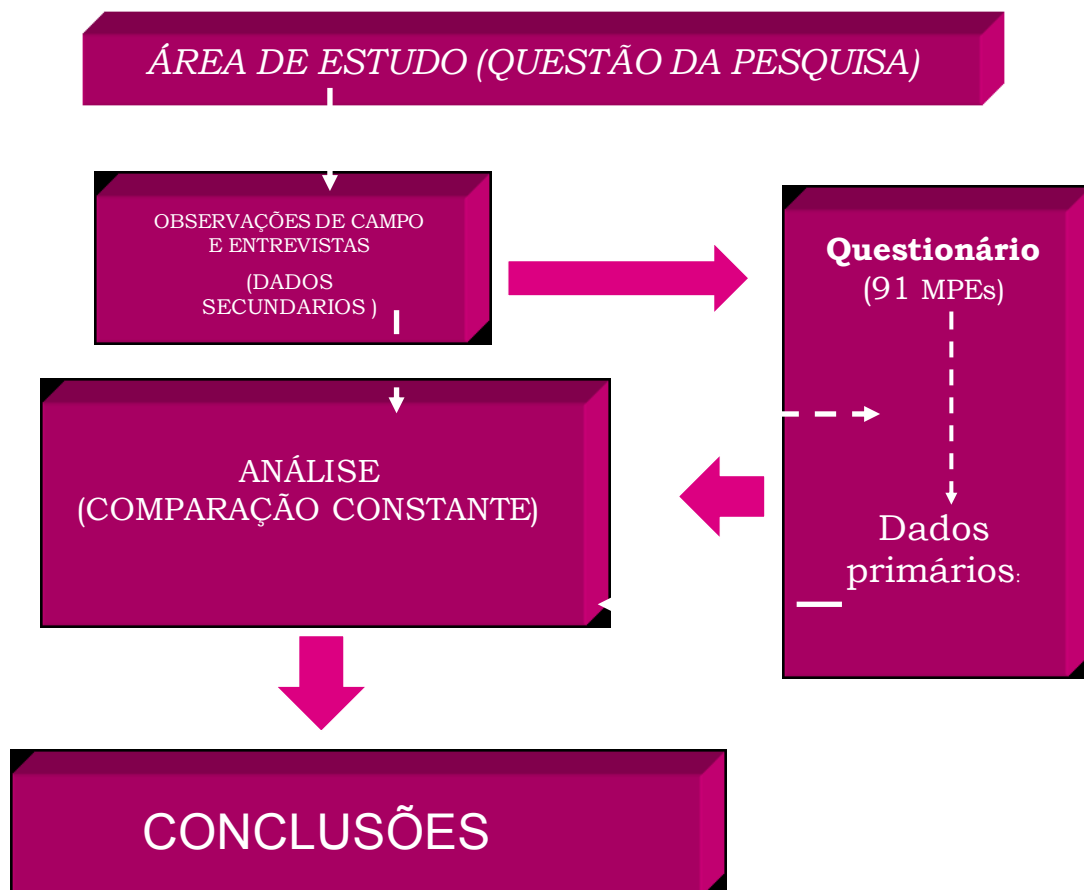 ÁREA DE ESTUDO (QUESTÃO DA PESQUISA)
OBSERVAÇÕES DE CAMPO
E ENTREVISTAS
(DADOS
SECUNDARIOS )
Questionário
(91 MPEs)
Dados
primários:
ANÁLISE
(COMPARAÇÃO CONSTANTE)
CONCLUSÕES